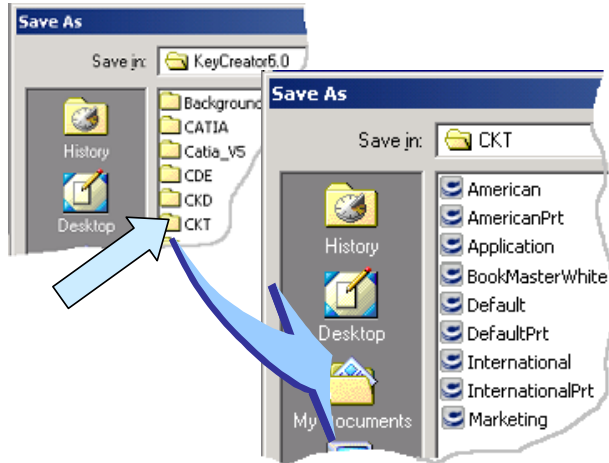 Save As
Save in: KeyCreator6.0
Background
CATIA
Catia_V5
CDE
CKD
CKT
History
Desktop
Save As
Save in: CKT
History
Desktop
My Documents
American
AmericanPrt
Application
BookMasterWhite
Default
DefaultPrt
International
InternationalPrt
Marketing